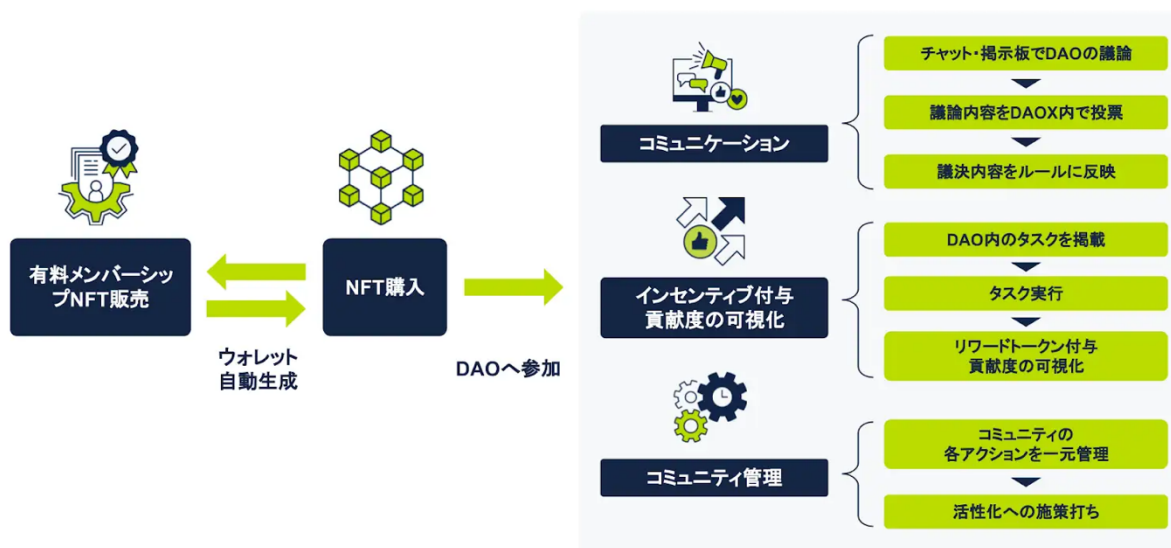 有料メンバーシッ
プNFT販売
ウォレット
自動生成
NFT購入
DAOへ参加
コミュニケーション
チャット・掲示板でDAOの議論
議論内容をDAOX内で投票
議決内容をルールに反映
インセンティブ付与
貢献度の可視化
DAO内のタスクを掲載
タスク実行
リワードトークン付与
貢献度の可視化
コミュニティ管理
コミュニティの
各アクションを一元管理
活性化への施策打ち